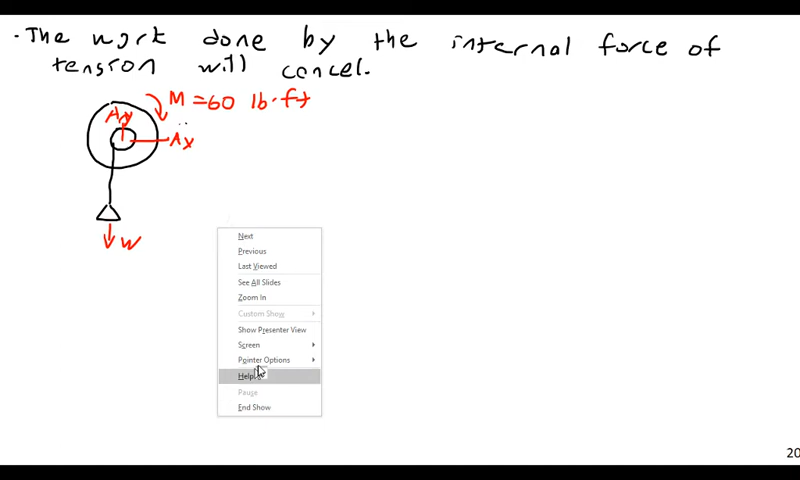 • The work done by the internal force of
tension will cancel.
M = 60 lb·ft
Ay
Ax
W
Next
Previous
Last Viewed
See All Slides
Zoom In
Custom Show
Show Presenter View
Screen
Pointer Options
Help
Pause
End Show
20